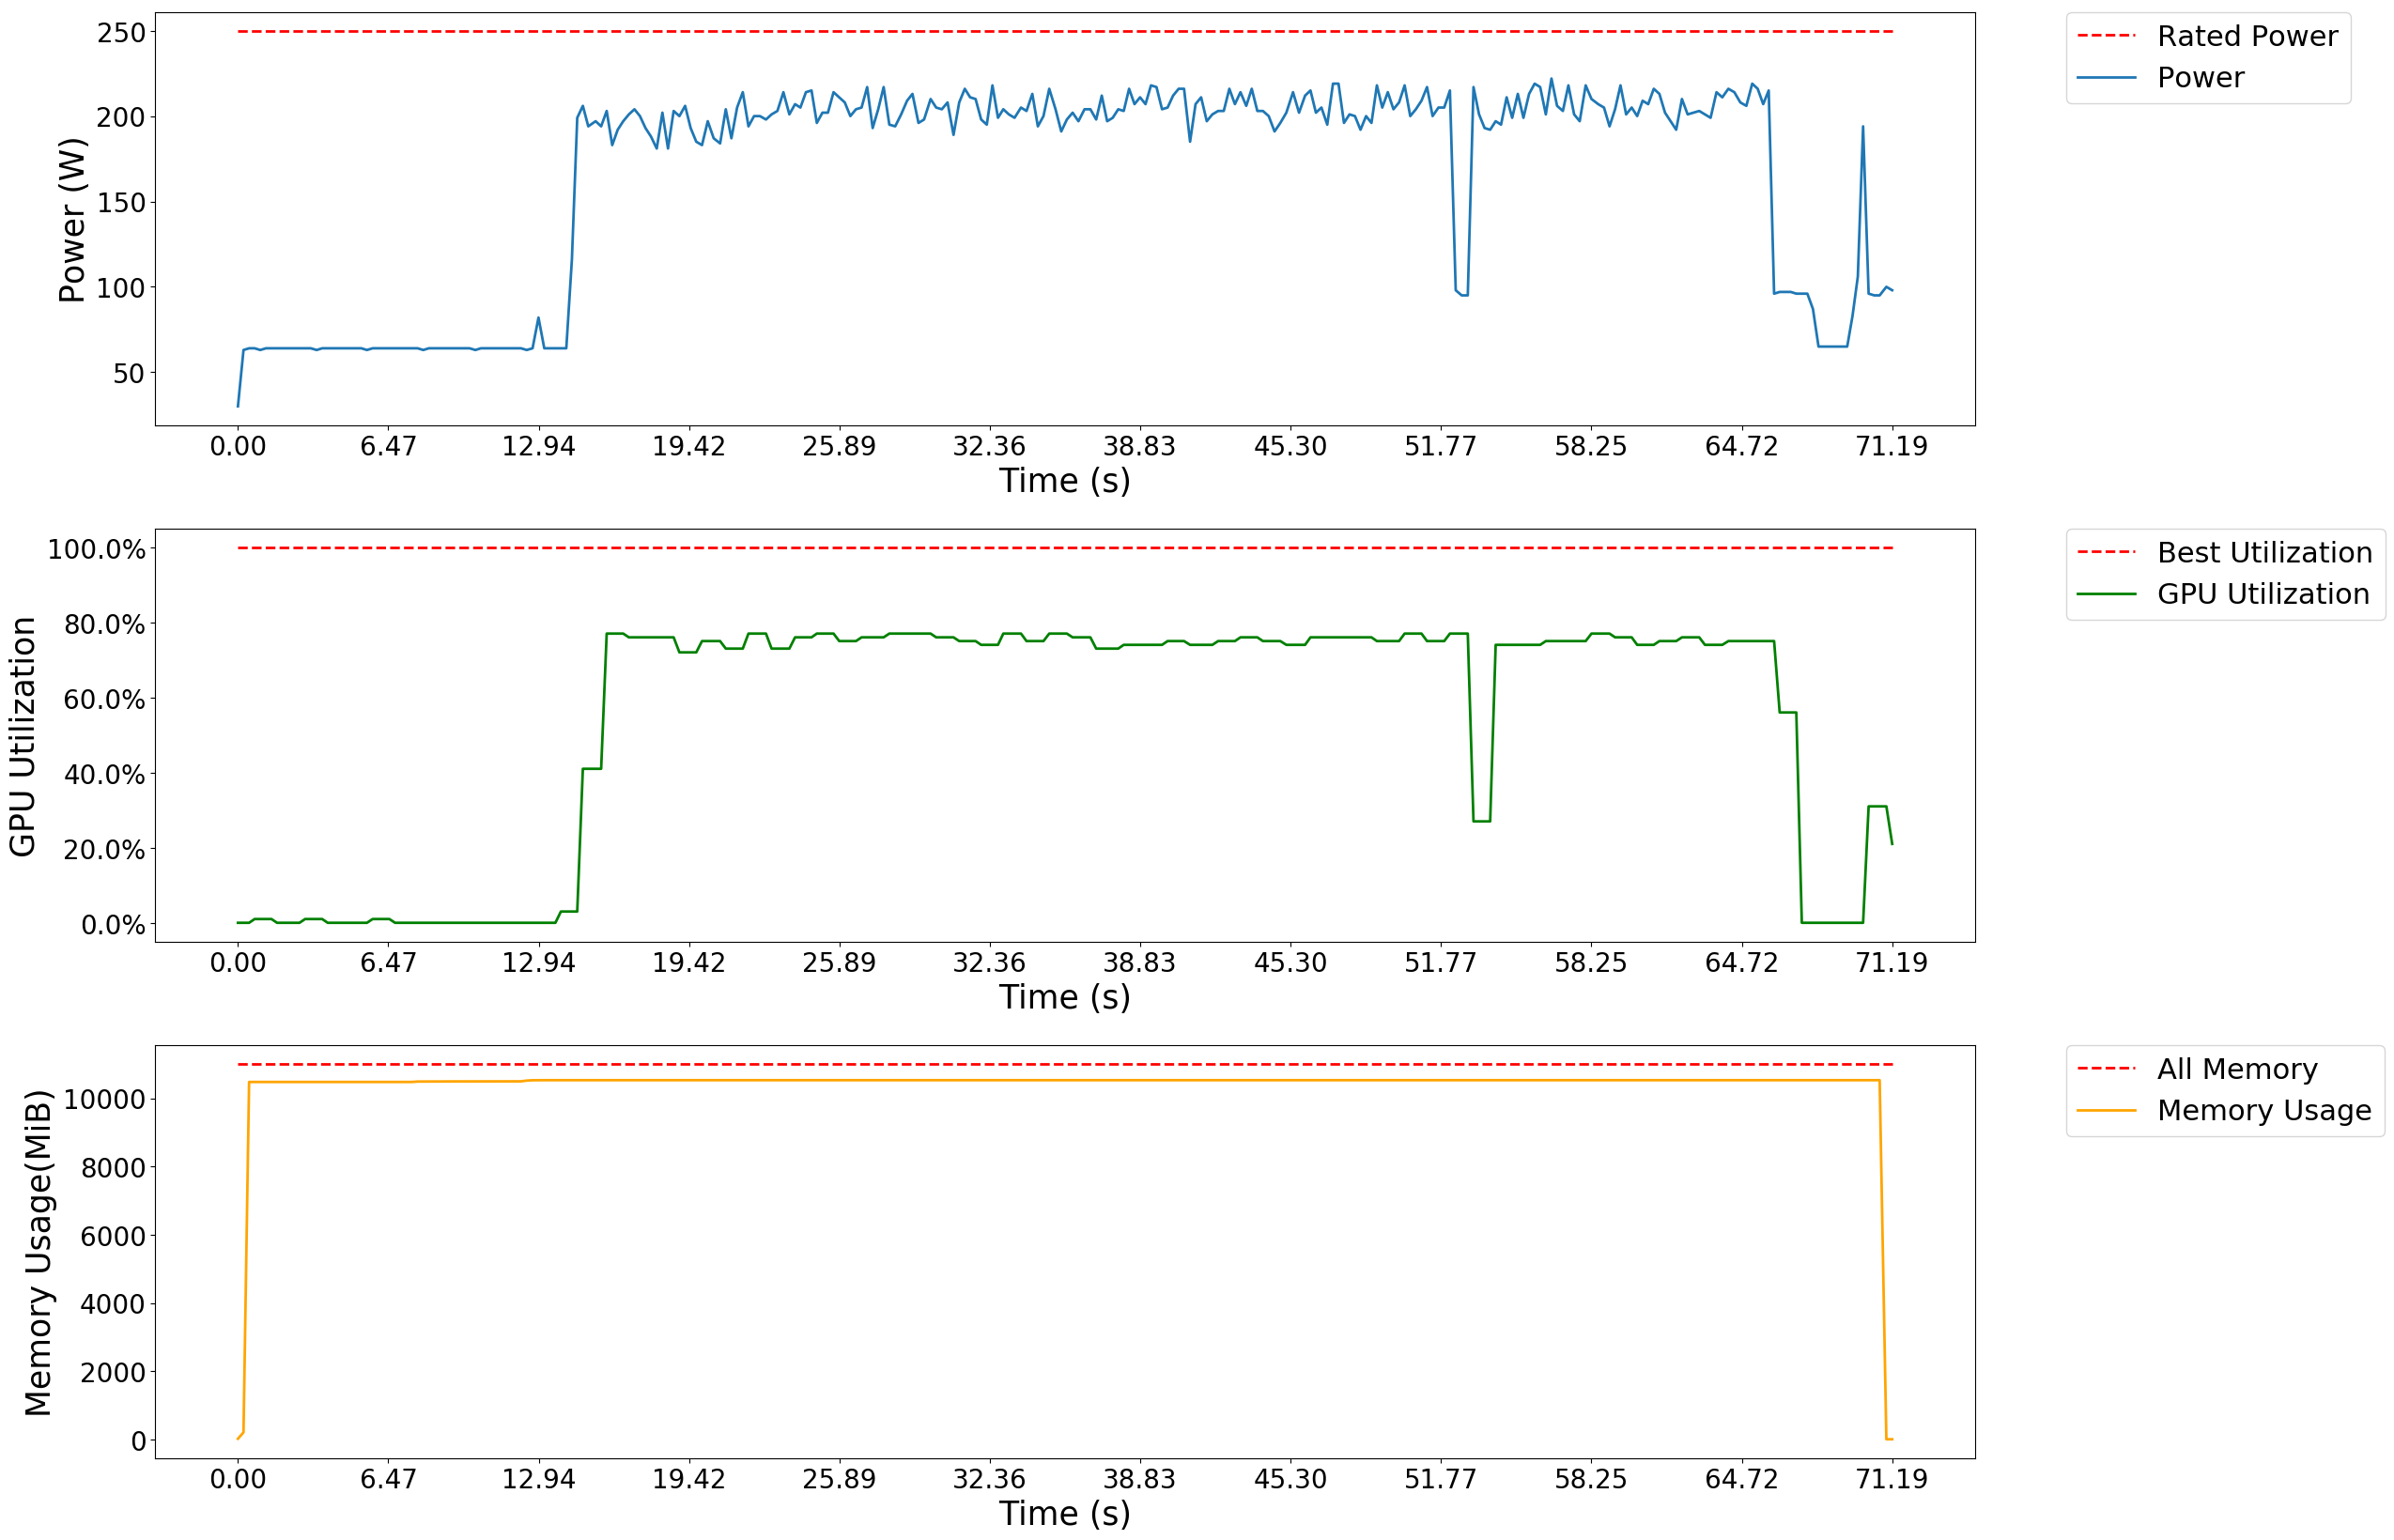 250
200
150
100
50
Power (W)
0.00 6.47 12.94 19.42 25.89 32.36 38.83 45.30 51.77 58.25 64.72 71.19
Time (s)
Rated Power
Power
100.0%
80.0%
60.0%
40.0%
20.0%
0.0%
GPU Utilization
0.00 6.47 12.94 19.42 25.89 32.36 38.83 45.30 51.77 58.25 64.72 71.19
Time (s)
Best Utilization
GPU Utilization
10000
8000
6000
4000
2000
0
Memory Usage(MiB)
0.00 6.47 12.94 19.42 25.89 32.36 38.83 45.30 51.77 58.25 64.72 71.19
Time (s)
All Memory
Memory Usage